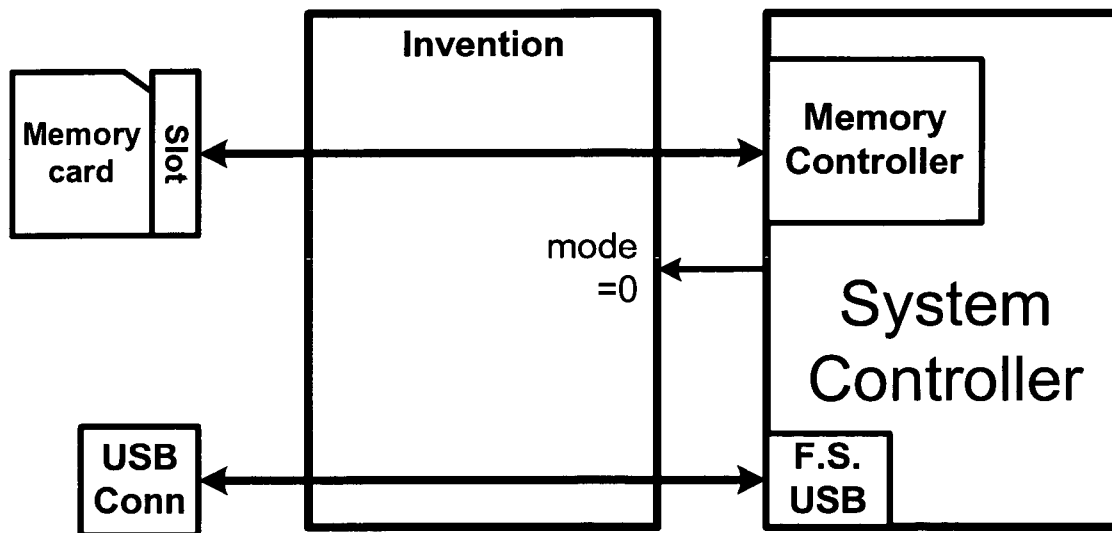 Invention
Memory
card
Slot
Memory
Controller
mode
=0
System
Controller
USB
Conn
F.S.
USB